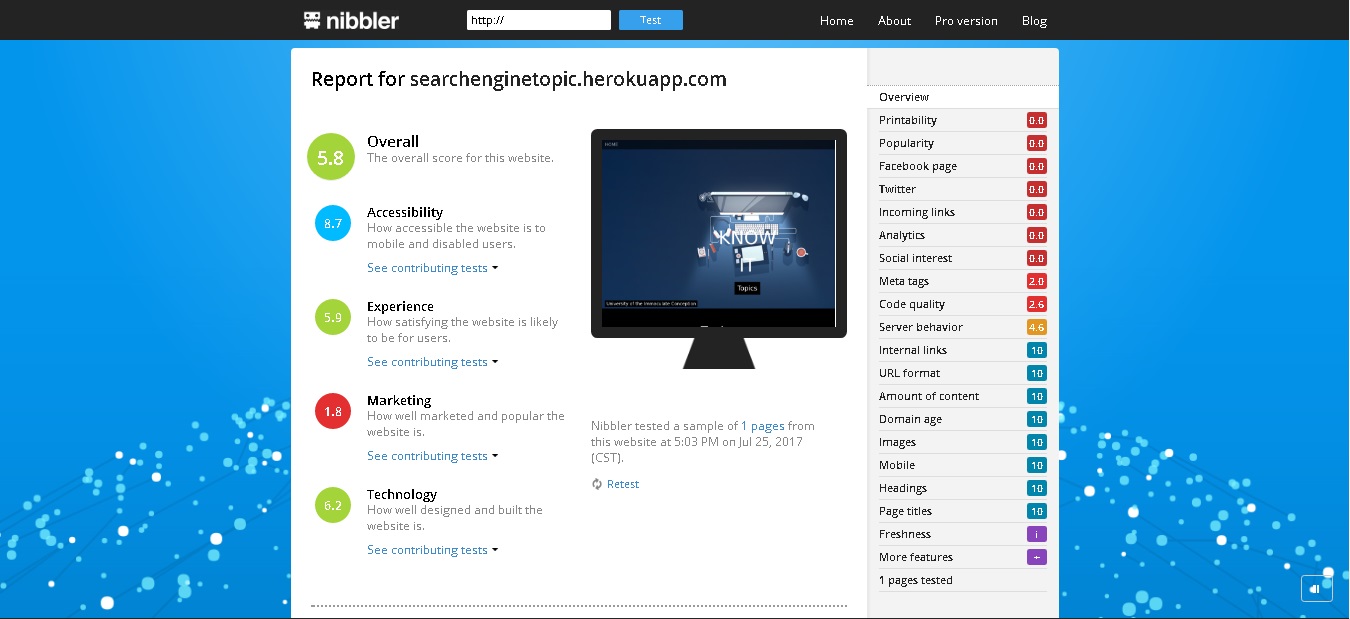 nibbler
http://
Test
Home
About
Pro version
Blog
Report for searchenginetopic.herokuapp.com
5.8
Overall
The overall score for this website.
8.7
Accessibility
How accessible the website is to
mobile and disabled users.
See contributing tests
5.9
Experience
How satisfying the website is likely
to be for users.
See contributing tests
1.8
Marketing
How well marketed and popular the
website is.
See contributing tests
6.2
Technology
How well designed and built the
website is.
See contributing tests
HOME
KNOW
IT
Topics
University of the Immaculate Conception
Nibbler tested a sample of 1 pages from
this website at 5:03 PM on Jul 25, 2017
(CST).
Retest
Overview
Printability 0.0
Popularity 0.0
Facebook page 0.0
Twitter 0.0
Incoming links 0.0
Analytics 0.0
Social interest 0.0
Meta tags 2.0
Code quality 2.6
Server behavior 4.6
Internal links 10
URL format 10
Amount of content 10
Domain age 10
Images 10
Mobile 10
Headings 10
Page titles 10
Freshness i
More features +
1 pages tested